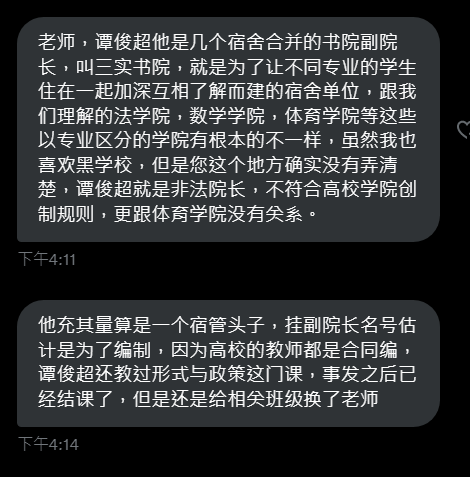 老师，谭俊超他是几个宿舍合并的书院副院
长，叫三实书院，就是为了让不同专业的学生
住在一起加深互相了解而建的宿舍单位，跟我
们理解的法学院，数学学院，体育学院等这些
以专业区分的学院有根本的不一样，虽然我也
喜欢黑学校，但是您这个地方确实没有弄清
楚，谭俊超就是非法院长，不符合高校学院创
制规则，更跟体育学院没有关系。
下午4:11
他充其量算是一个宿管头子，挂副院长名号估
计是为了编制，因为高校的教师都是合同编，
谭俊超还教过形式与政策这门课，事发之后已
经结课了，但是还是给相关班级换了老师
下午4:14